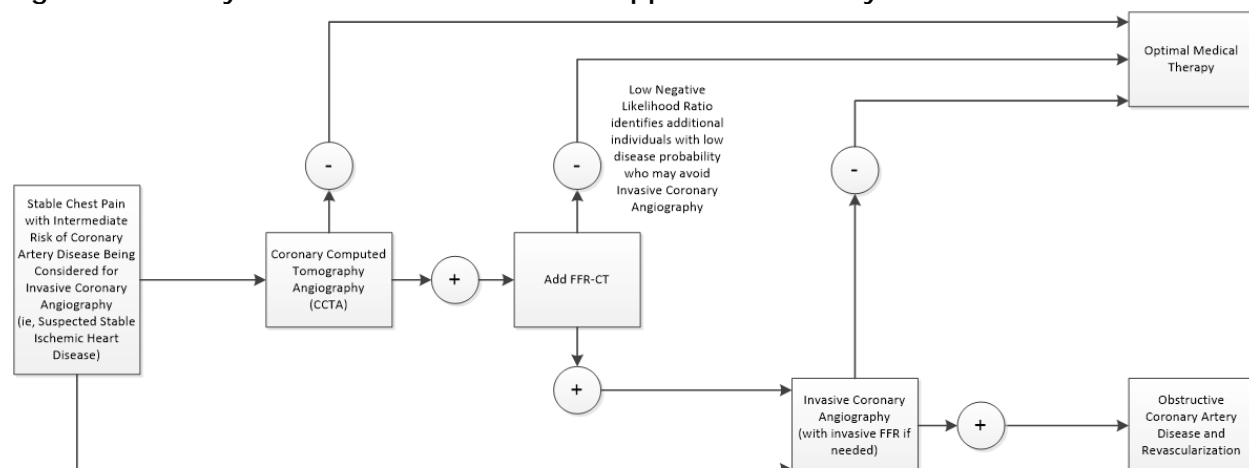 Optimal Medical
Therapy
Low Negative
Likelihood Ratio
identifies additional
individuals with low
disease probability
who may avoid
Invasive Coronary
Angiography
-
-
-
Stable Chest Pain
with Intermediate
Risk of Coronary
Artery Disease Being
Considered for
Invasive Coronary
Angiography
(ie, Suspected Stable
Ischemic Heart
Disease)
Coronary Computed
Tomography
Angiography
(CCTA)
+
Add FFR-CT
+
Invasive Coronary
Angiography
(with invasive FFR if
needed)
+
Obstructive
Coronary Artery
Disease and
Revascularization